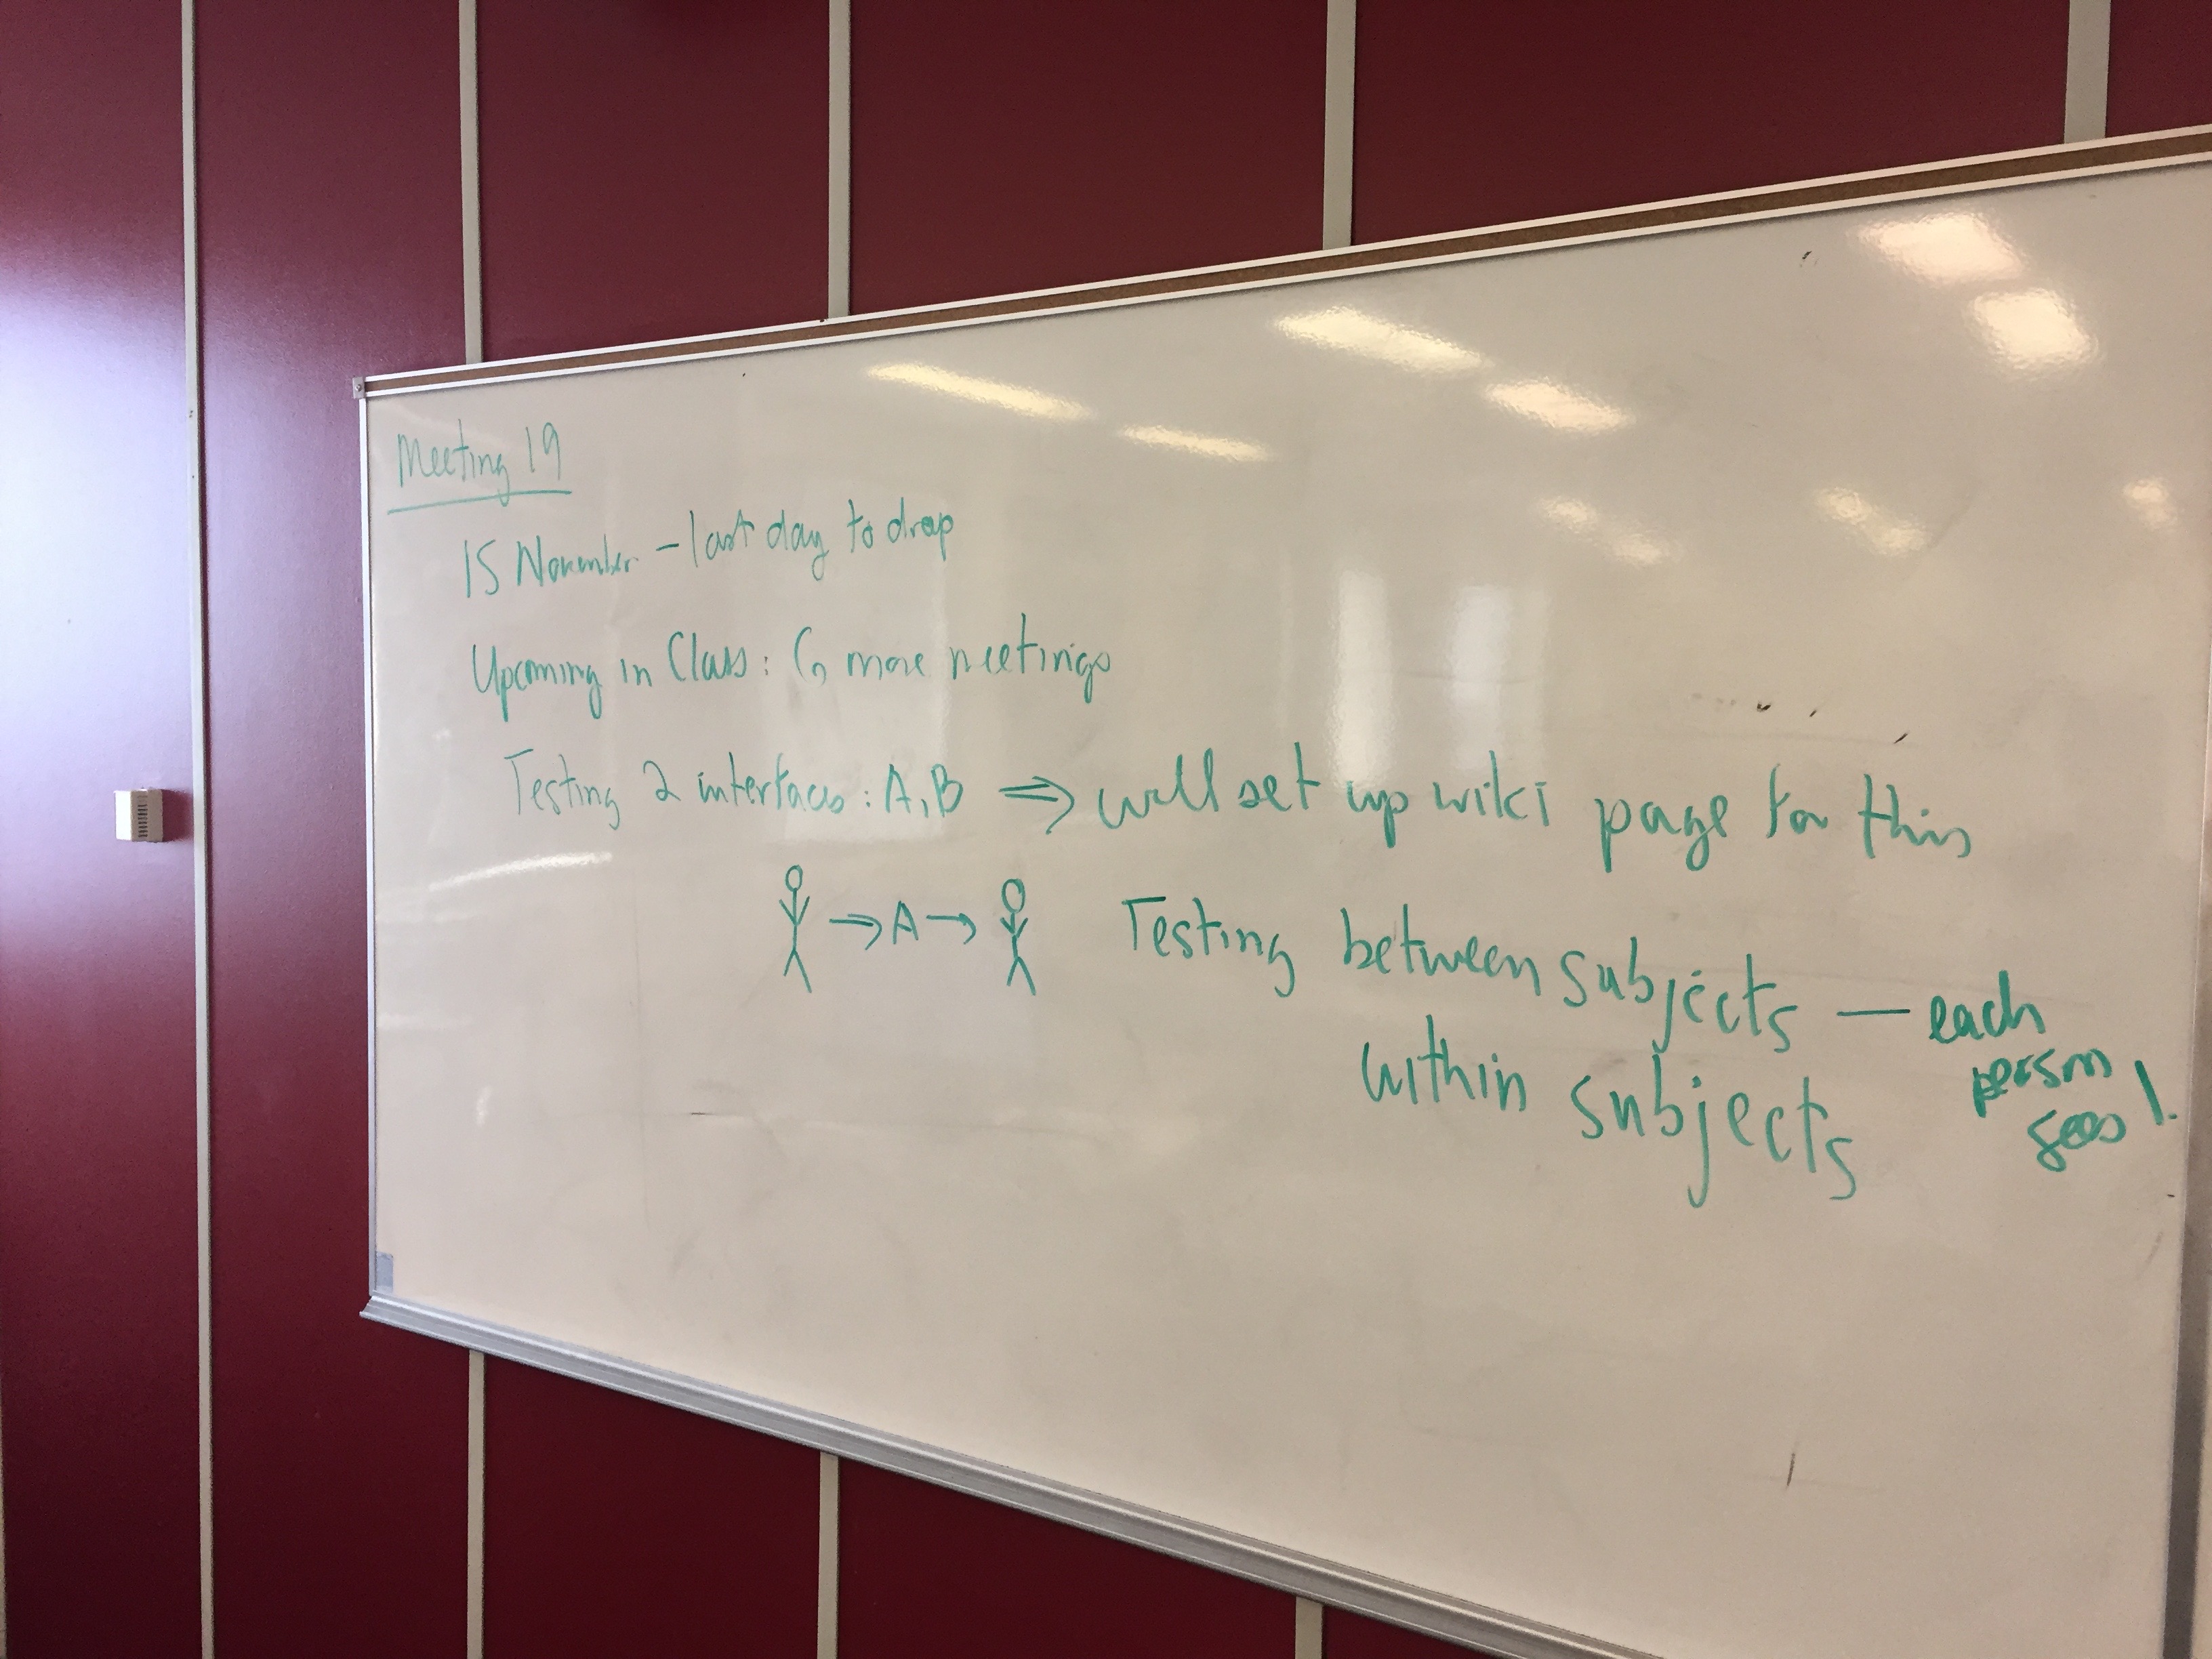 Meeting 19
15 November - last day to drop
Upcoming in Class: 6 more meetings
Testing 2 interfaces: A, B ⇒ will set up wiki page for this
→ A → Testing between subjects — each
person
sees 1.
within subjects